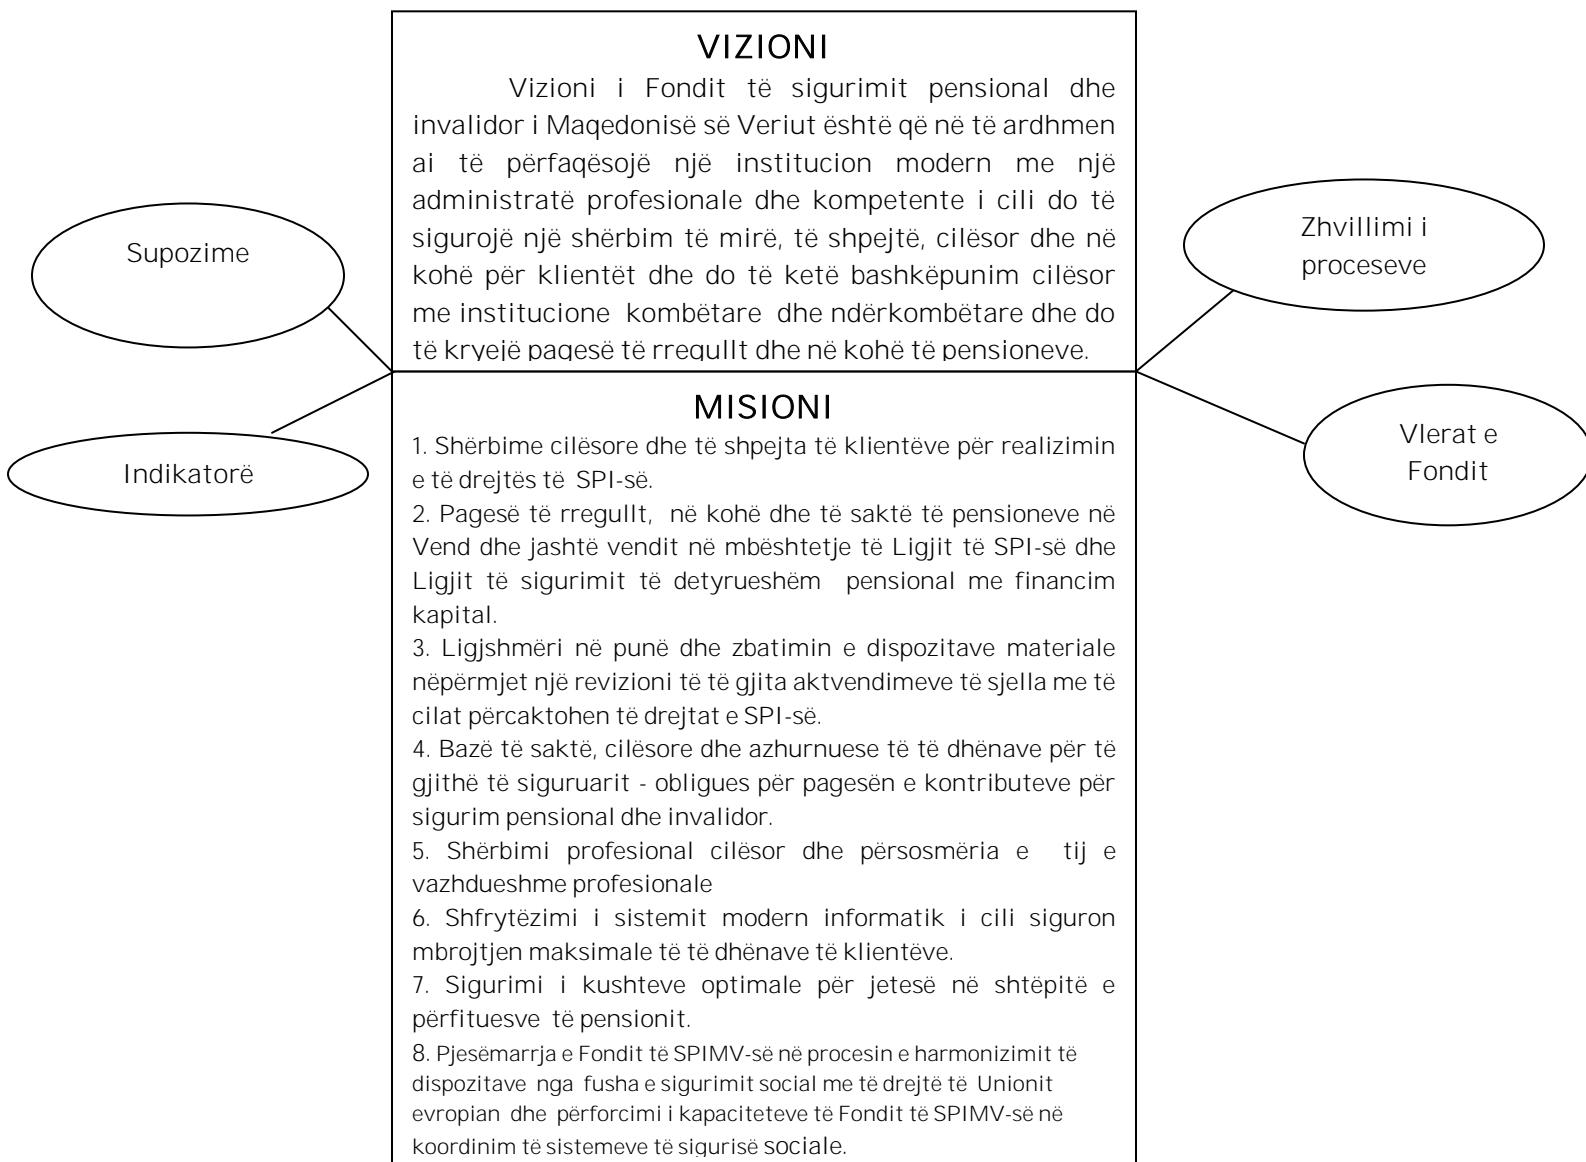 VIZIONI
Vizioni i Fondit të sigurimit pensional dhe
invalidor i Maqedonisë së Veriut është që në të ardhmen
ai të përfaqësojë një institucion modern me një
administratë profesionale dhe kompetente i cili do të
sigurojë një shërbim të mirë, të shpejtë, cilësor dhe në
kohë për klientët dhe do të ketë bashkëpunim cilësor
me institucione kombëtare dhe ndërkombëtare dhe do
të kryejë pagesë të rregullt dhe në kohë të pensioneve.
Supozime
Indikatorë
Zhvillimi i
proceseve
Vlerat e
Fondit
MISIONI
1. Shërbime cilësore dhe të shpejta të klientëve për realizimin
e të drejtës të SPI-së.
2. Pagesë të rregullt, në kohë dhe të saktë të pensioneve në
Vend dhe jashtë vendit në mbështetje të Ligjit të SPI-së dhe
Ligjit të sigurimit të detyrueshëm pensional me financim
kapital.
3. Ligjshmëri në punë dhe zbatimin e dispozitave materiale
nëpërmjet një revizioni të të gjita aktvendimeve të sjella me të
cilat përcaktohen të drejtat e SPI-së.
4. Bazë të saktë, cilësore dhe azhurnuese të të dhënave për të
gjithë të siguruarit - obligues për pagesën e kontributeve për
sigurim pensional dhe invalidor.
5. Shërbimi profesional cilësor dhe përsosmëria e tij e
vazhdueshme profesionale
6. Shfrytëzimi i sistemit modern informatik i cili siguron
mbrojtjen maksimale të të dhënave të klientëve.
7. Sigurimi i kushteve optimale për jetesë në shtëpitë e
përfituesve të pensionit.
8. Pjesëmarrja e Fondit të SPIMV-së në procesin e harmonizimit të
dispozitave nga fusha e sigurimit social me të drejtë të Unionit
evropian dhe përforcimi i kapaciteteve të Fondit të SPIMV-së në
koordinim të sistemeve të sigurisë sociale.